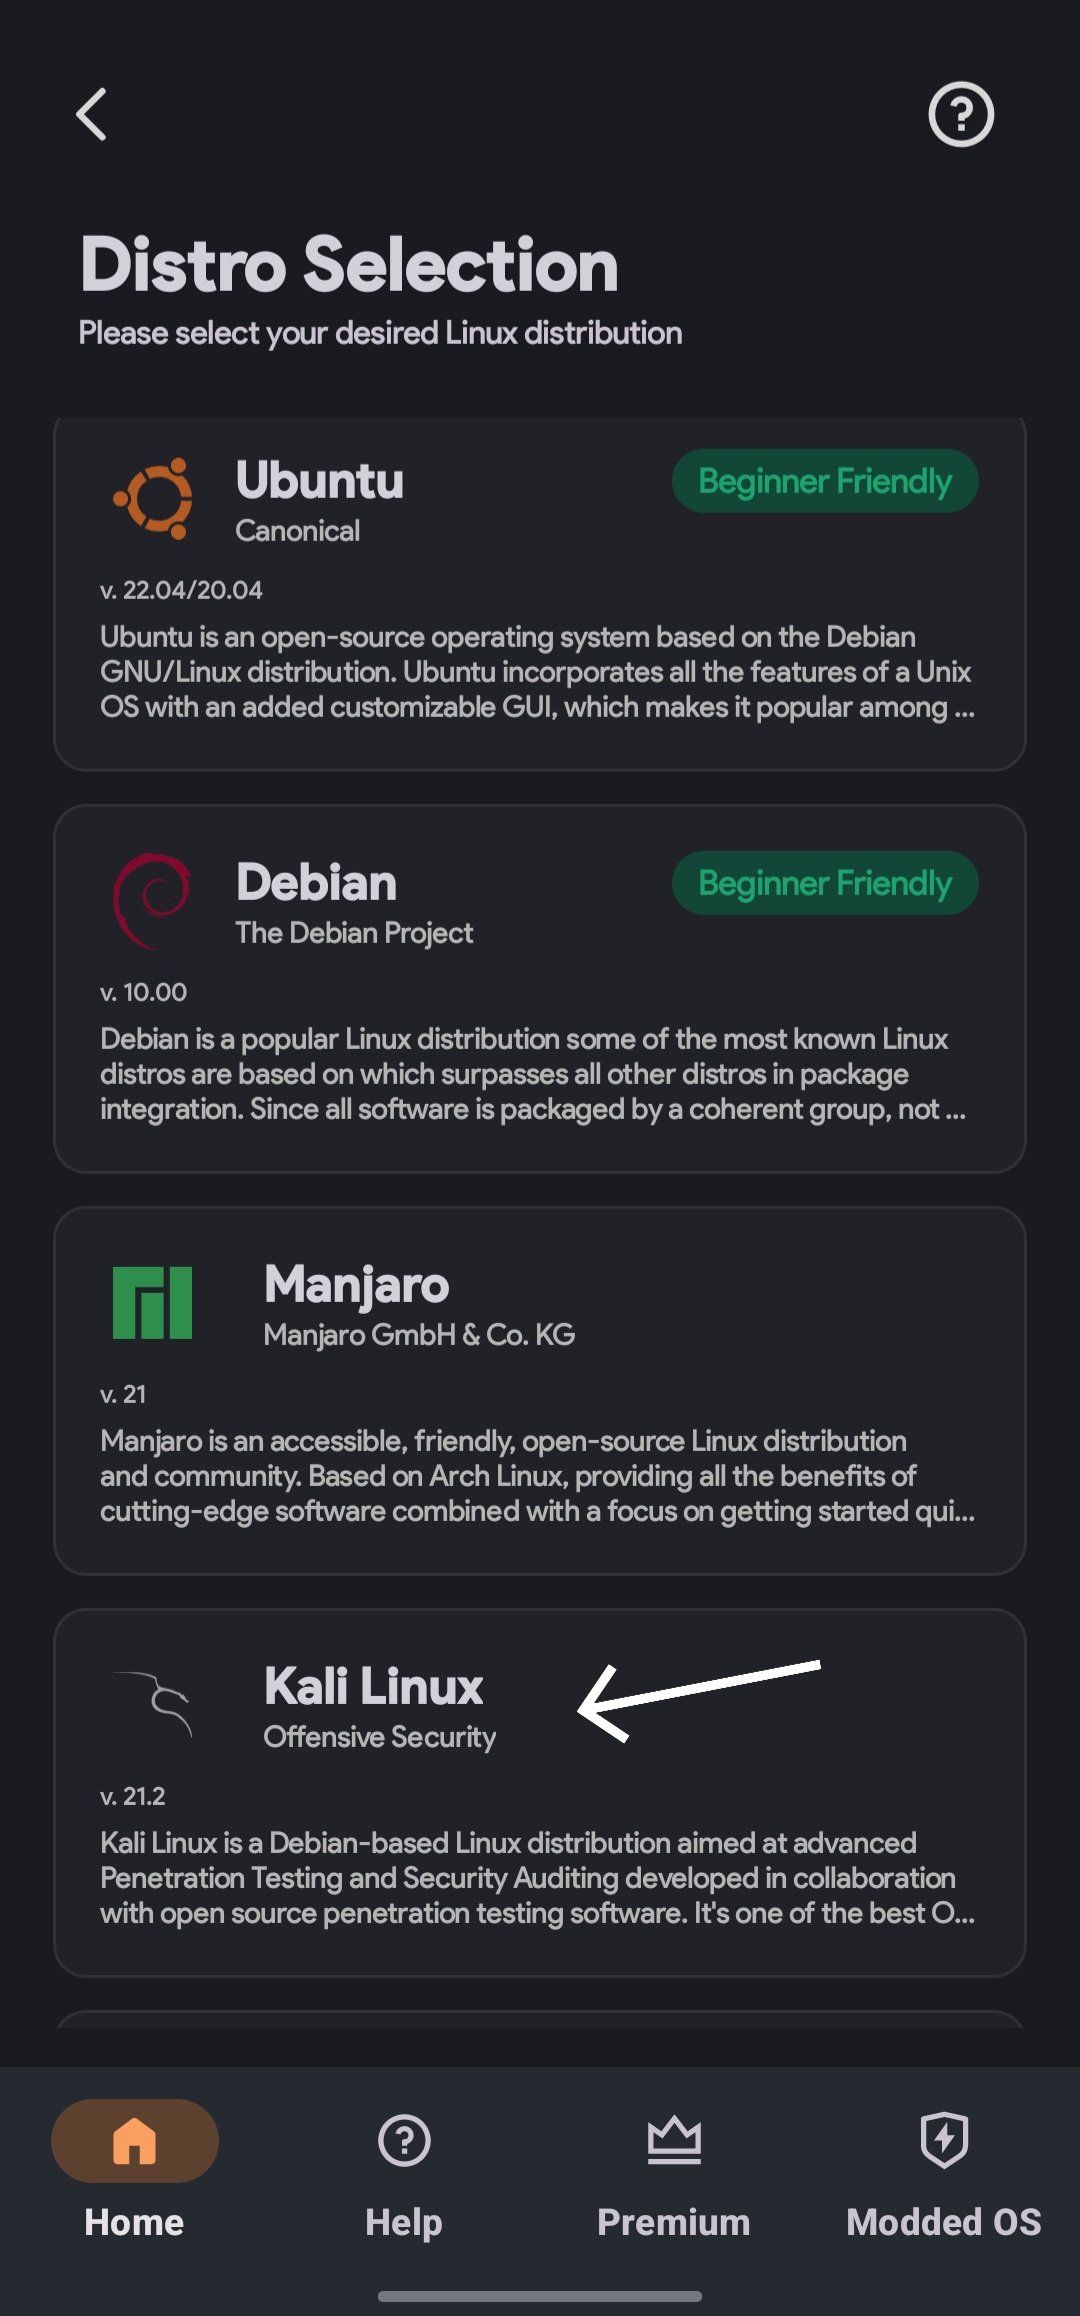 Distro Selection
Please select your desired Linux distribution
Ubuntu
Beginner Friendly
Canonical
v. 22.04/20.04
Ubuntu is an open-source operating system based on the Debian
GNU/Linux distribution. Ubuntu incorporates all the features of a Unix
OS with an added customizable GUI, which makes it popular among ...
Debian
Beginner Friendly
The Debian Project
v. 10.00
Debian is a popular Linux distribution some of the most known Linux
distros are based on which surpasses all other distros in package
integration. Since all software is packaged by a coherent group, not ...
Manjaro
Manjaro GmbH & Co. KG
v. 21
Manjaro is an accessible, friendly, open-source Linux distribution
and community. Based on Arch Linux, providing all the benefits of
cutting-edge software combined with a focus on getting started qui...
Kali Linux
Offensive Security
v. 21.2
Kali Linux is a Debian-based Linux distribution aimed at advanced
Penetration Testing and Security Auditing developed in collaboration
with open source penetration testing software. It's one of the best O...
Home
Help
Premium
Modded OS